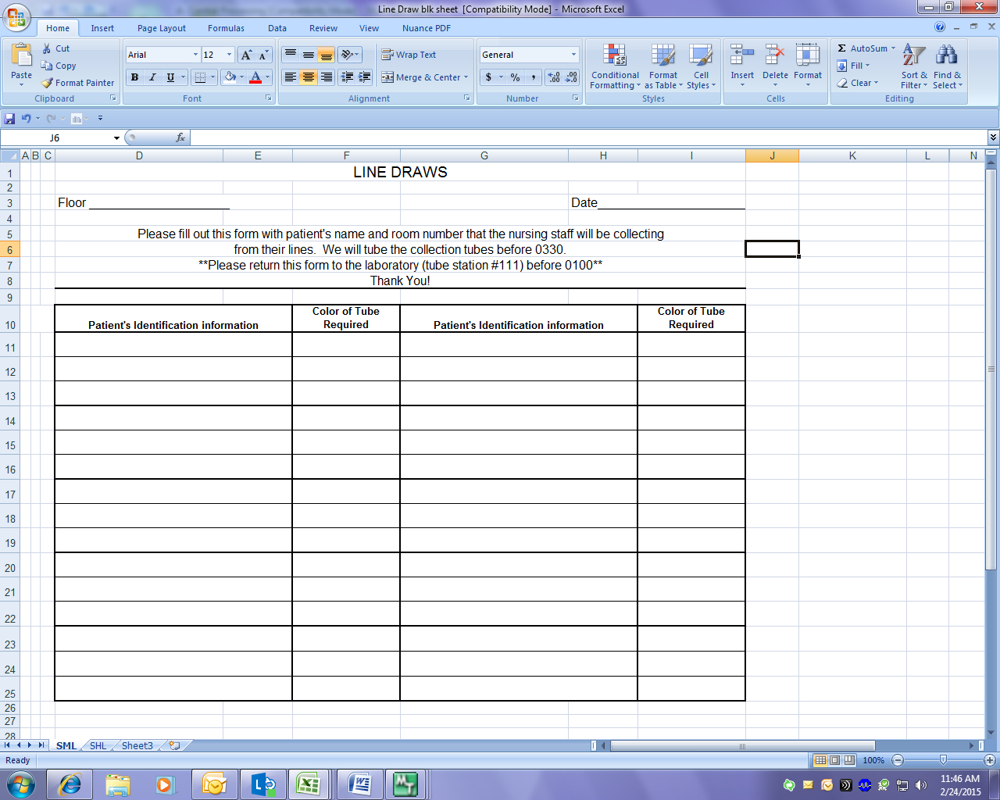 Line Draw blk sheet  [Compatibility Mode] - Microsoft Excel
Home Insert Page Layout Formulas Data Review View Nuance PDF
Paste
Cut
Copy
Format Painter
Clipboard
Arial 12
B I U
Font
Wrap Text
Merge & Center
Alignment
General
$ % ,
Number
Conditional Formatting
Format as Table
Cell Styles
Styles
Insert Delete Format
Cells
Σ AutoSum
Fill
Clear
Sort & Filter
Find & Select
Editing
J6 fx
A B C D E F G H I J K L N
1 LINE DRAWS
2
3 Floor ____________________ Date_____________________
4
5 Please fill out this form with patient's name and room number that the nursing staff will be collecting
6 from their lines.  We will tube the collection tubes before 0330.
7 **Please return this form to the laboratory (tube station #111) before 0100**
8 Thank You!
9
10 Patient's Identification information Color of Tube Required Patient's Identification information Color of Tube Required
11
12
13
14
15
16
17
18
19
20
21
22
23
24
25
26
27
28
SML SHL Sheet3
Ready 100%
11:46 AM
2/24/2015